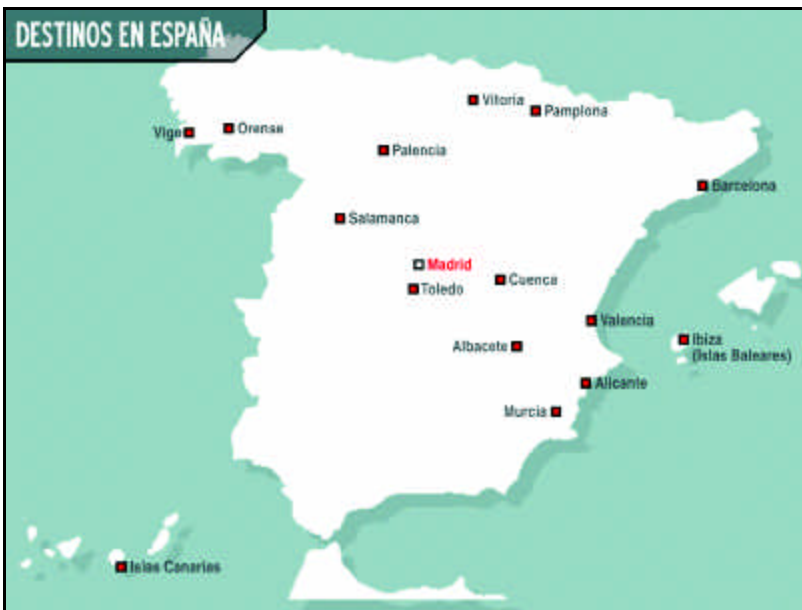 DESTINOS EN ESPAÑA
Vitoria
Pamplona
Vigo
Orense
Palencia
Barcelona
Salamanca
Madrid
Cuenca
Toledo
Valencia
Ibiza
(Islas Baleares)
Albacete
Alicante
Murcia
Islas Canarias